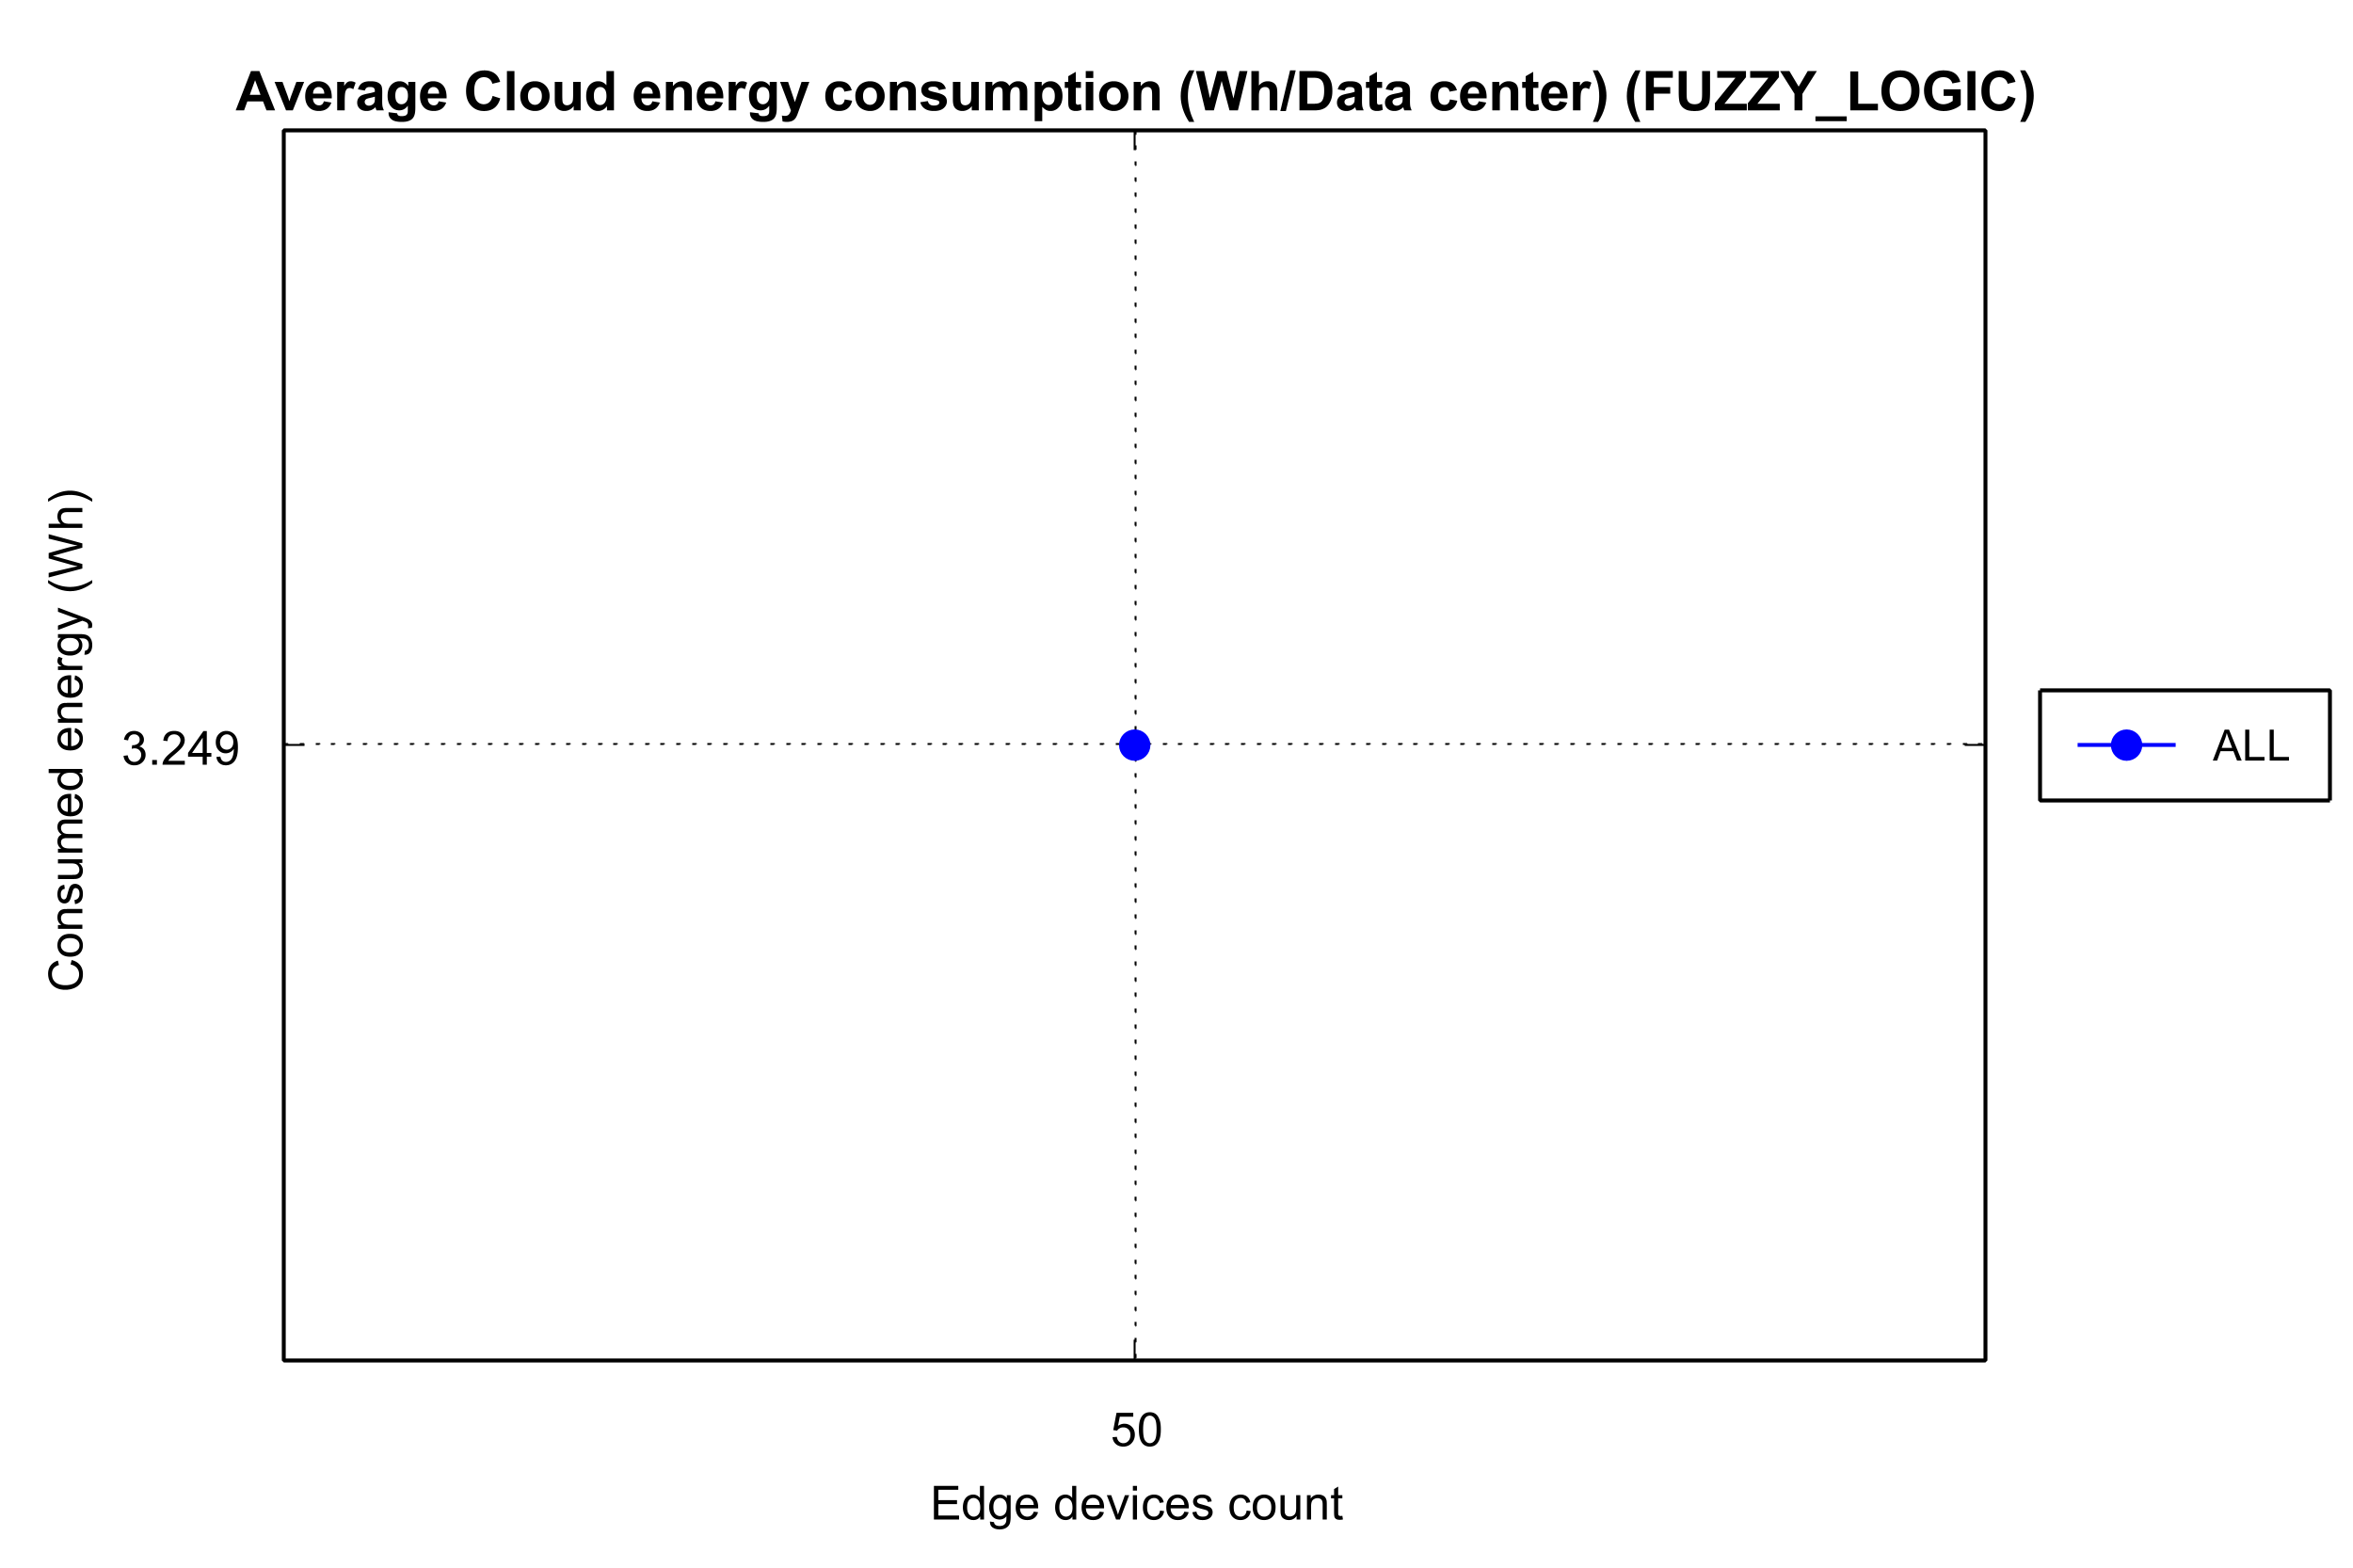 Average Cloud energy consumption (Wh/Data center) (FUZZY_LOGIC)
Consumed energy (Wh)
3.249
ALL
50
Edge devices count